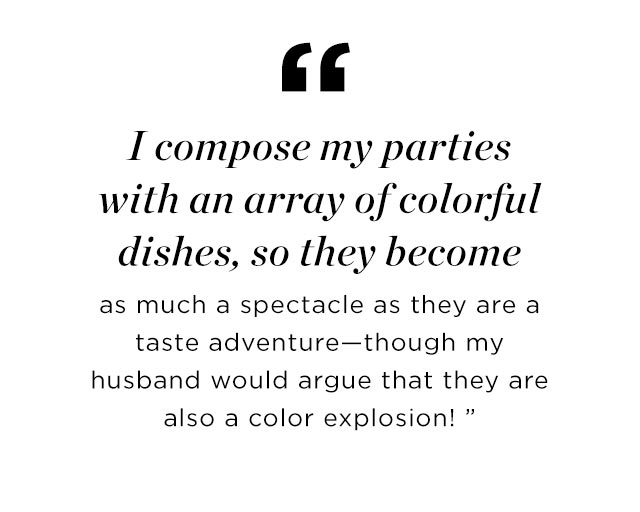 “
I compose my parties
with an array of colorful
dishes, so they become
as much a spectacle as they are a
taste adventure—though my
husband would argue that they are
also a color explosion! ”